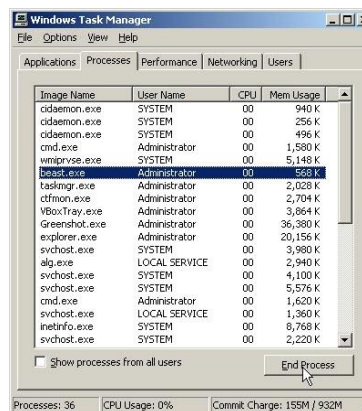 Windows Task Manager
File Options View Help
Applications Processes Performance Networking Users
Image Name User Name CPU Mem Usage
cidaemon.exe SYSTEM 00 940 K
cidaemon.exe SYSTEM 00 256 K
cidaemon.exe SYSTEM 00 496 K
cmd.exe Administrator 00 1,580 K
wmiprvse.exe SYSTEM 00 5,148 K
beast.exe Administrator 00 568 K
taskmgr.exe Administrator 00 2,028 K
ctfmon.exe Administrator 00 2,704 K
VBoxTray.exe Administrator 00 3,864 K
Greenshot.exe Administrator 00 36,380 K
explorer.exe Administrator 00 20,156 K
svchost.exe SYSTEM 00 3,980 K
alg.exe LOCAL SERVICE 00 2,940 K
svchost.exe SYSTEM 00 4,100 K
svchost.exe SYSTEM 00 5,576 K
cmd.exe Administrator 00 1,620 K
svchost.exe LOCAL SERVICE 00 1,360 K
inetinfo.exe SYSTEM 00 8,768 K
svchost.exe SYSTEM 00 2,220 K
Show processes from all users End Process
Processes: 36 CPU Usage: 0% Commit Charge: 155M / 932M